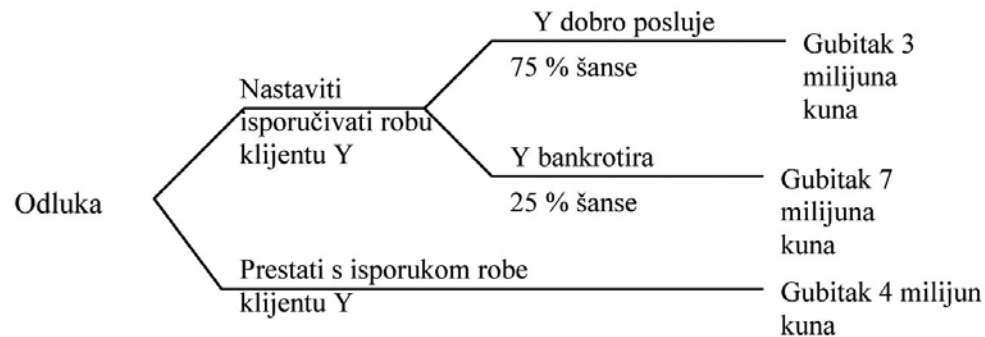 Y dobro posluje
75 % šanse
Gubitak 3
milijuna
kuna
Nastaviti
isporučivati robu
klijentu Y
Y bankrotira
25 % šanse
Gubitak 7
milijuna
kuna
Odluka
Prestati s isporukom robe
klijentu Y
Gubitak 4 milijun
kuna